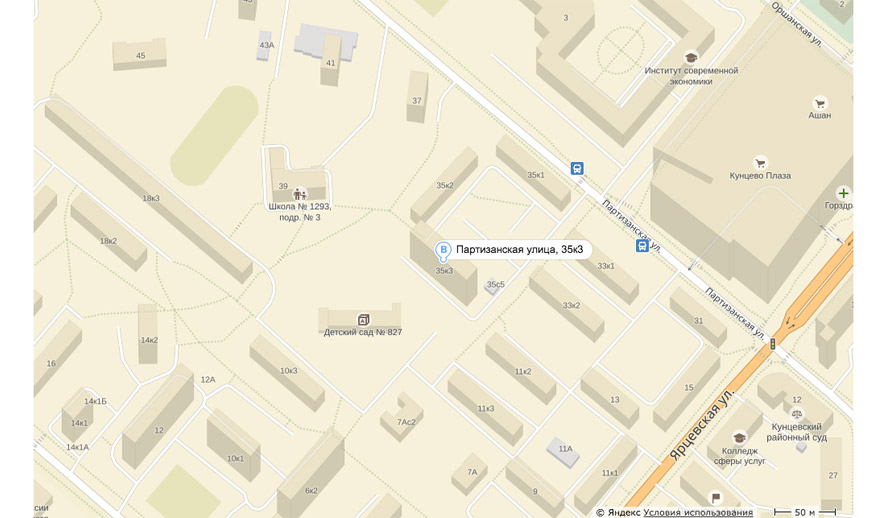 Оршанская ул.
3
45
43А
41
Институт современной
экономики
37
Ашан
Кунцево Плаза
35к1
35к2
39
18к3
Школа № 1293,
подр. № 3
Горздр
Партизанская ул.
18к2
В
Партизанская улица, 35к3
35к3
33к1
35с5
Партизанская ул.
33к2
31
Детский сад № 827
14к2
16
10к3
11к2
12А
15
13
12
14к1Б
11к3
Ярцевская ул.
14к1
7Ас2
12
Кунцевский
районный суд
14к1А
11А
Колледж
сферы услуг
10к1
7А
11к1
27
6к2
9
ссии
© Яндекс Условия использования
50 м